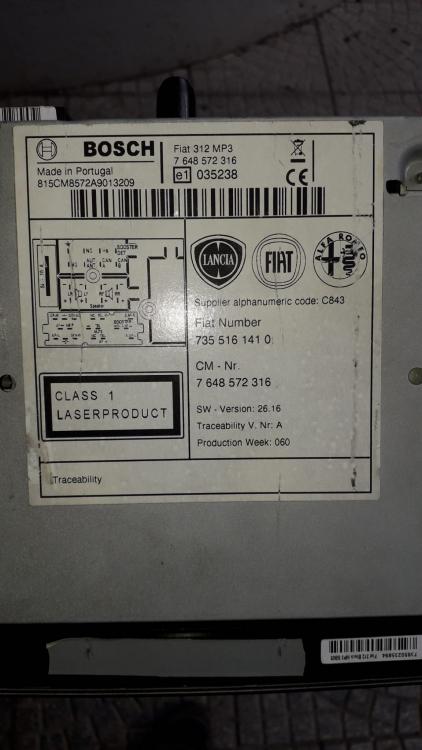 BOSCH
Fiat 312 MP3
7 648 572 316
Made in Portugal
815CM8572A9013209
e1 035238
CE
BOOSTER
DET
LANCIA
FIAT
ALFA ROMEO
Supplier alphanumeric code: C843
Fiat Number
735 516 141 0
CM - Nr.
7 648 572 316
SW - Version: 26.16
Traceability V. Nr: A
Production Week: 060
CLASS 1
LASERPRODUCT
Traceability